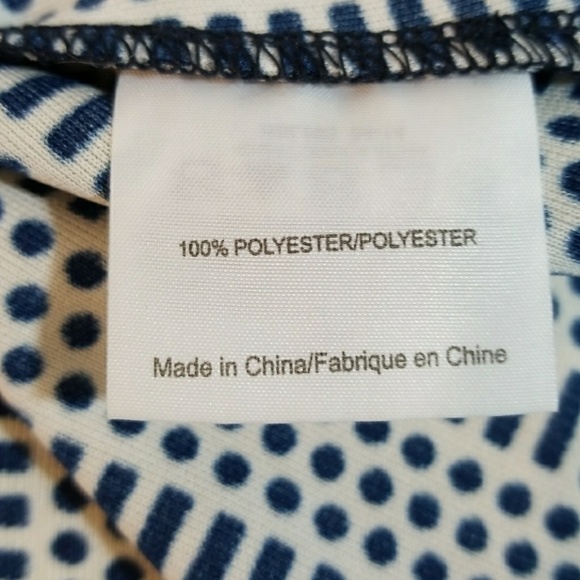 100% POLYESTER/POLYESTER
Made in China/Fabrique en Chine